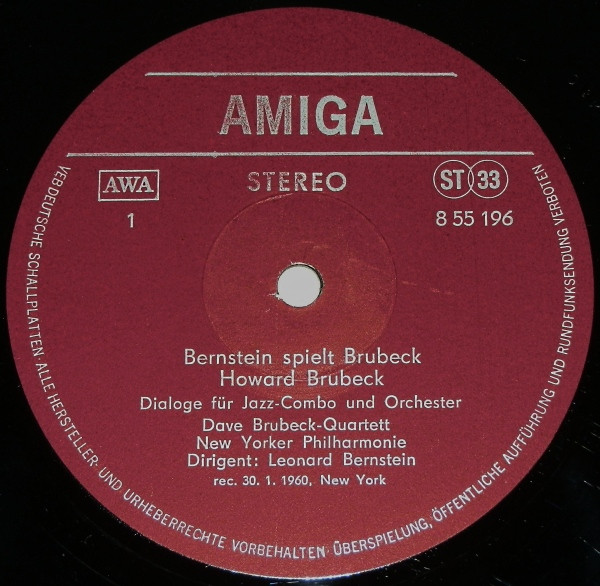 AMIGA
AWA
STEREO
ST 33
1
8 55 196
Bernstein spielt Brubeck
Howard Brubeck
Dialoge für Jazz-Combo und Orchester
Dave Brubeck-Quartett
New Yorker Philharmonie
Dirigent: Leonard Bernstein
rec. 30. 1. 1960, New York
VEB DEUTSCHE SCHALLPLATTEN · ALLE HERSTELLER- UND URHEBERRECHTE VORBEHALTEN · ÜBERSPIELUNG, ÖFFENTLICHE AUFFÜHRUNG UND RUNDFUNKSENDUNG VERBOTEN